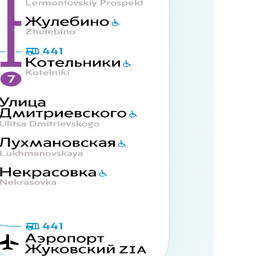 Lermontovskiy Prospekt
Жулебино
Zhulebino
441
Котельники
Kotelniki
7
Улица
Дмитриевского
Ulitsa Dmitrievskogo
Лухмановская
Lukhmanovskaya
Некрасовка
Nekrasovka
441
Аэропорт
Жуковский ZIA